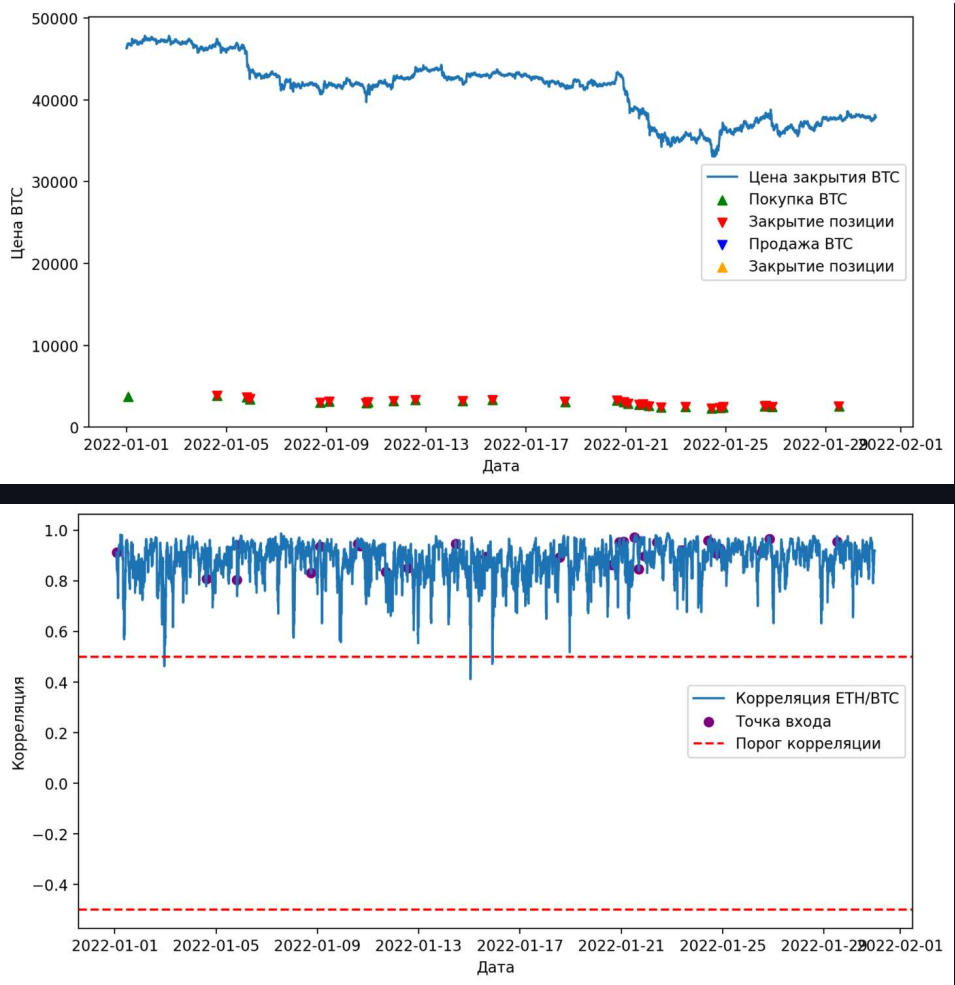 50000
40000
30000
20000
10000
0
Цена BTC
Цена закрытия BTC
Покупка BTC
Закрытие позиции
Продажа BTC
Закрытие позиции
2022-01-01 2022-01-05 2022-01-09 2022-01-13 2022-01-17 2022-01-21 2022-01-25 2022-01-29 2022-02-01
Дата
1.0
0.8
0.6
0.4
0.2
0.0
−0.2
−0.4
Корреляция
Корреляция ETH/BTC
Точка входа
Порог корреляции
2022-01-01 2022-01-05 2022-01-09 2022-01-13 2022-01-17 2022-01-21 2022-01-25 2022-01-29 2022-02-01
Дата